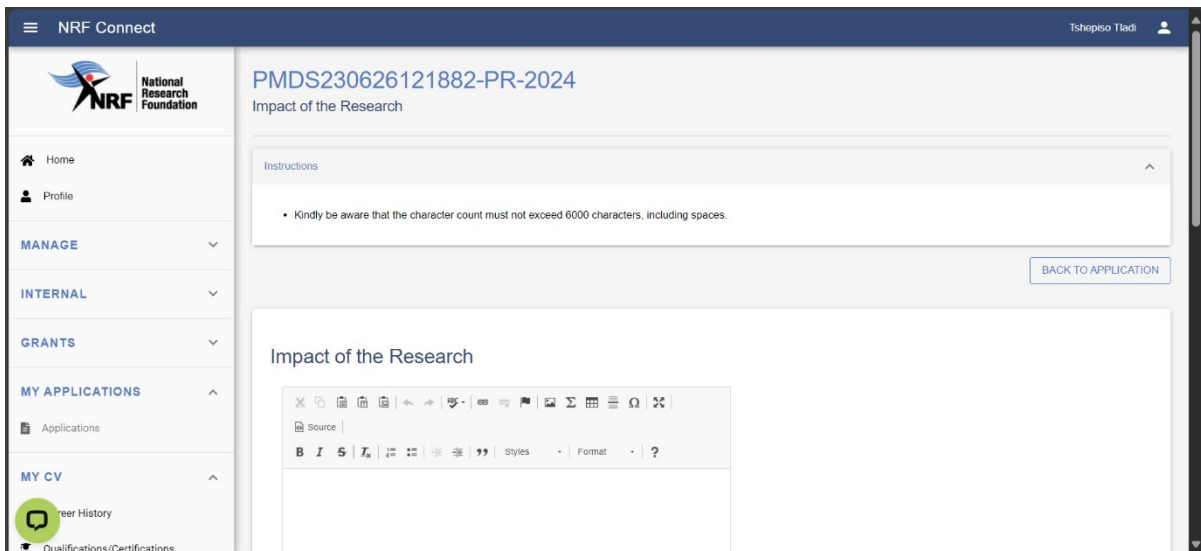 NRF Connect
Tshepiso Tladi
NRF
National
Research
Foundation
Home
Profile
MANAGE
INTERNAL
GRANTS
MY APPLICATIONS
Applications
MY CV
reer History
Qualifications/Certifications
PMDS230626121882-PR-2024
Impact of the Research
Instructions
• Kindly be aware that the character count must not exceed 6000 characters, including spaces.
BACK TO APPLICATION
Impact of the Research
Source
B I S Tx Styles Format ?